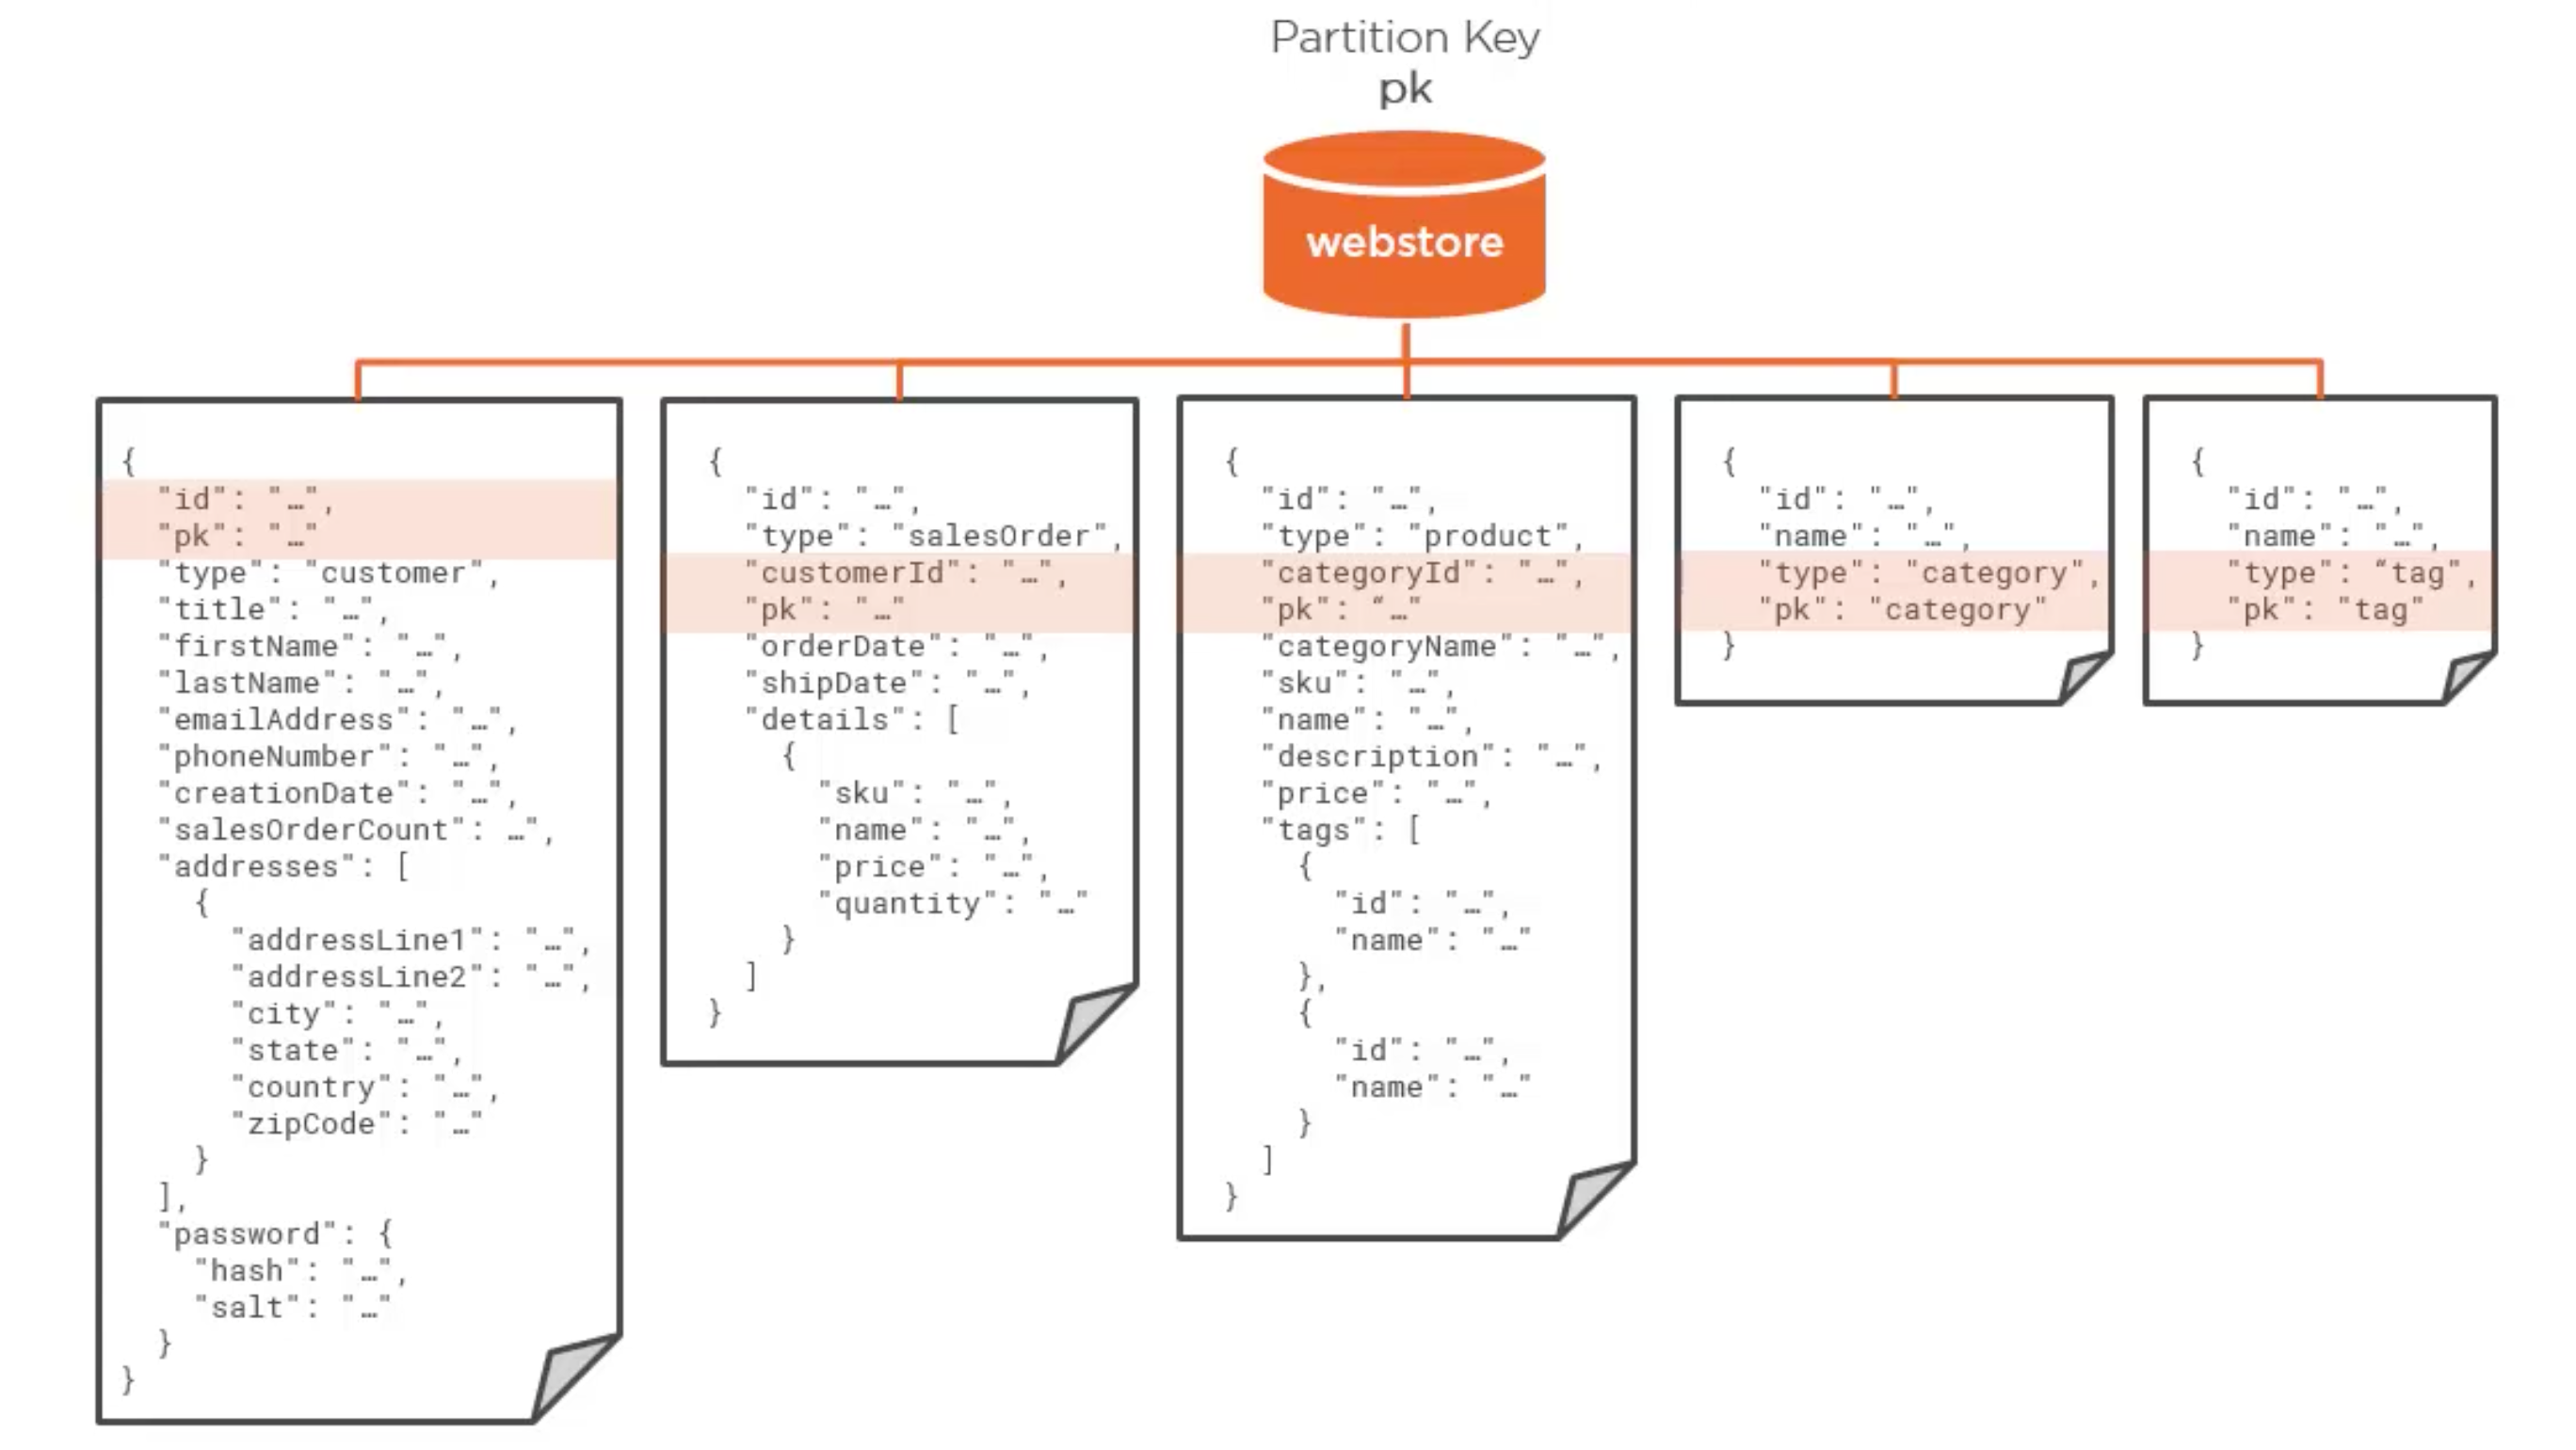 Partition Key
pk
webstore
{
"id": "…",
"pk": "…"
"type": "customer",
"title": "…",
"firstName": "…",
"lastName": "…",
"emailAddress": "…",
"phoneNumber": "…",
"creationDate": "…",
"salesOrderCount": …",
"addresses": [
{
"addressLine1": "…",
"addressLine2": "…",
"city": "…",
"state": "…",
"country": "…",
"zipCode": "…"
}
],
"password": {
"hash": "…",
"salt": "…"
}
}
{
"id": "…",
"type": "salesOrder",
"customerId": "…",
"pk": "…"
"orderDate": "…",
"shipDate": "…",
"details": [
{
"sku": "…",
"name": "…",
"price": "…",
"quantity": "…"
}
]
}
{
"id": "…",
"type": "product",
"categoryId": "…",
"pk": “…"
"categoryName": "…",
"sku": "…",
"name": "…",
"description": "…",
"price": "…",
"tags": [
{
"id": "…",
"name": "…"
},
{
"id": "…",
"name": "…"
}
]
}
{
"id": "…",
"name": "…",
"type": "category",
"pk": "category"
}
{
"id": "…",
"name": "…",
"type": “tag",
"pk": "tag"
}